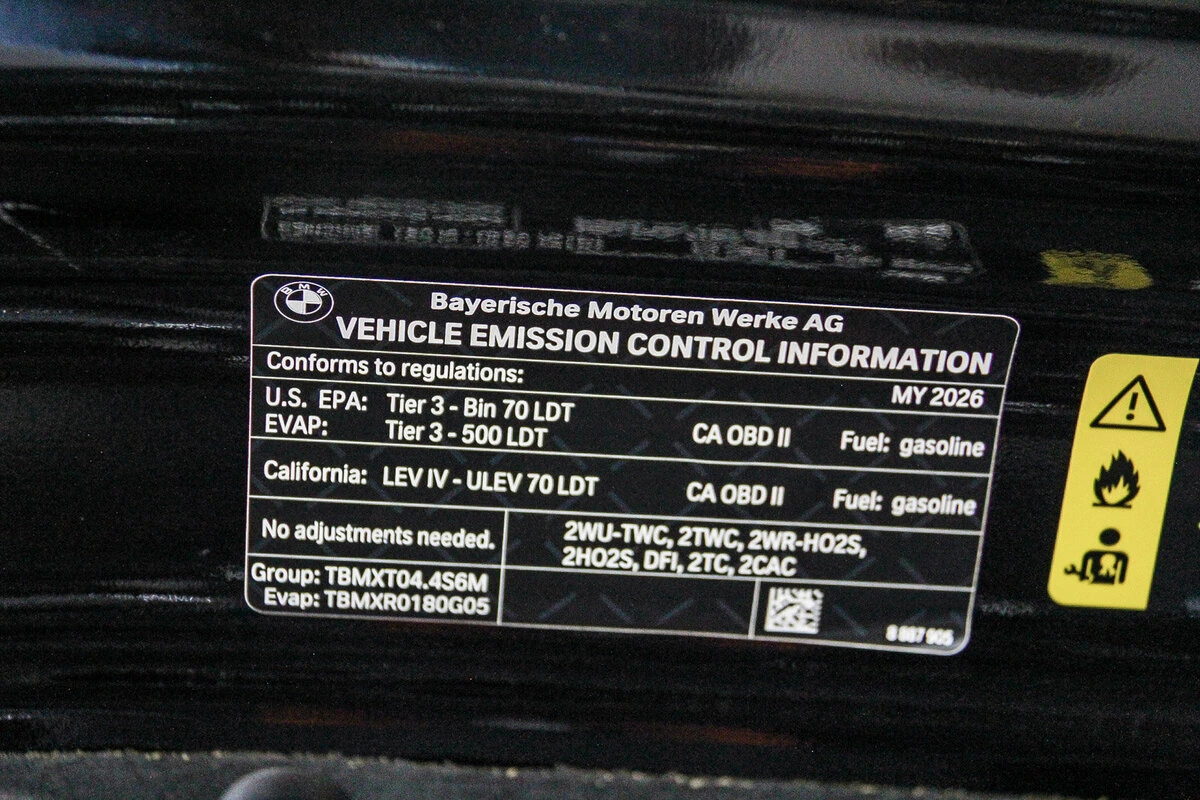 BMW
Bayerische Motoren Werke AG
VEHICLE EMISSION CONTROL INFORMATION
Conforms to regulations:
MY 2026
U.S. EPA: Tier 3 - Bin 70 LDT
EVAP: Tier 3 - 500 LDT
CA OBD II Fuel: gasoline
California: LEV IV - ULEV 70 LDT CA OBD II Fuel: gasoline
No adjustments needed.
2WU-TWC, 2TWC, 2WR-HO2S,
2HO2S, DFI, 2TC, 2CAC
Group: TBMXT04.4S6M
Evap: TBMXR0180G05
8 887 905